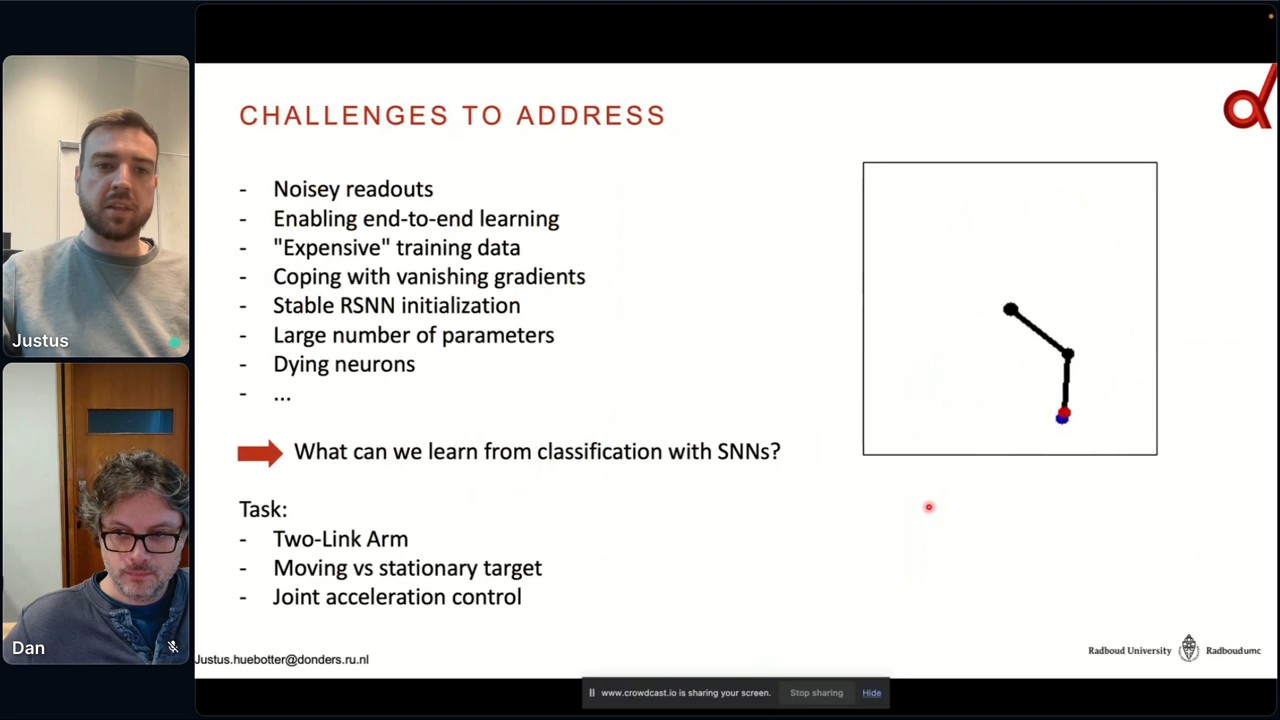 CHALLENGES TO ADDRESS
- Noisey readouts
- Enabling end-to-end learning
- "Expensive" training data
- Coping with vanishing gradients
- Stable RSNN initialization
- Large number of parameters
- Dying neurons
- ...
What can we learn from classification with SNNs?
Task:
- Two-Link Arm
- Moving vs stationary target
- Joint acceleration control
Justus
Dan
Justus.huebotter@donders.ru.nl
Radboud University Radboudumc
www.crowdcast.io is sharing your screen. Stop sharing Hide